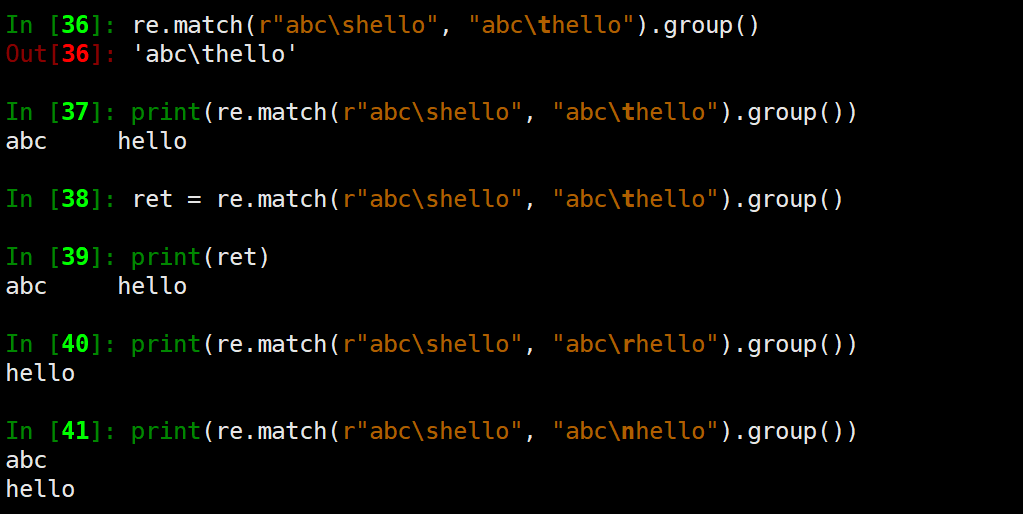 In [36]: re.match(r"abc\shello", "abc\thello").group()
Out[36]: 'abc\thello'
In [37]: print(re.match(r"abc\shello", "abc\thello").group())
abc     hello
In [38]: ret = re.match(r"abc\shello", "abc\thello").group()
In [39]: print(ret)
abc     hello
In [40]: print(re.match(r"abc\shello", "abc\rhello").group())
hello
In [41]: print(re.match(r"abc\shello", "abc\nhello").group())
abc
hello